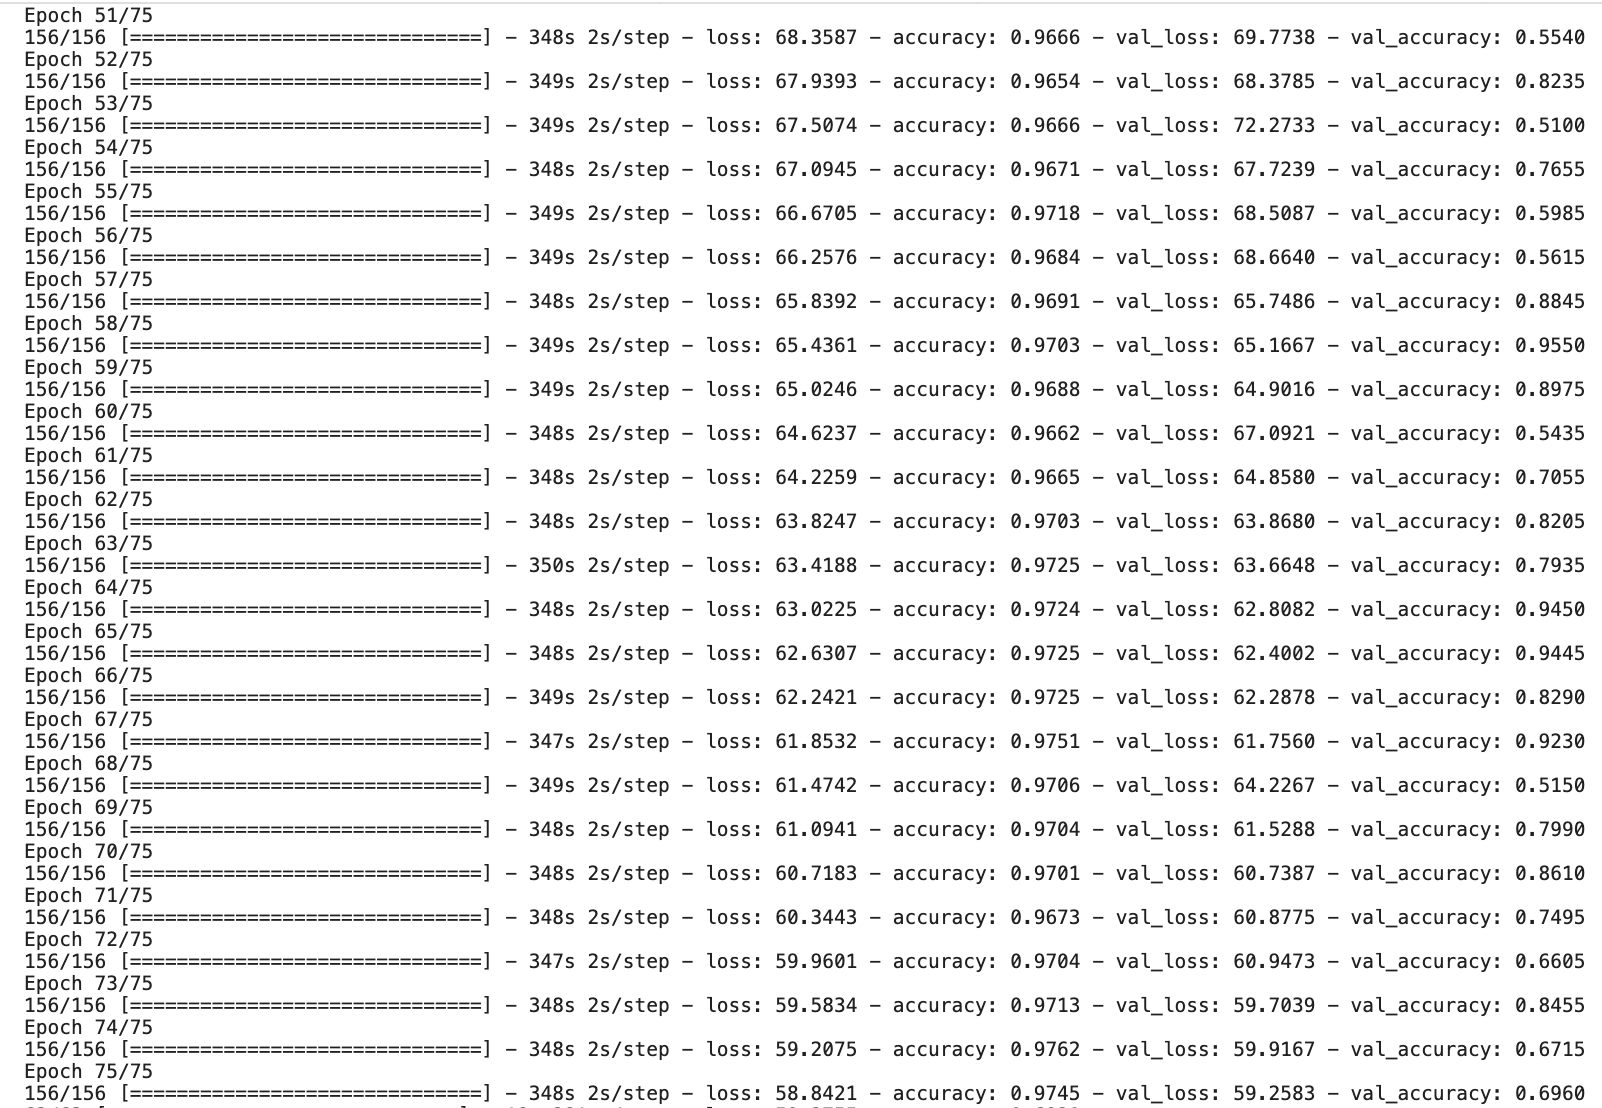 Epoch 51/75
156/156 [==============================] - 348s 2s/step - loss: 68.3587 - accuracy: 0.9666 - val_loss: 69.7738 - val_accuracy: 0.5540
Epoch 52/75
156/156 [==============================] - 349s 2s/step - loss: 67.9393 - accuracy: 0.9654 - val_loss: 68.3785 - val_accuracy: 0.8235
Epoch 53/75
156/156 [==============================] - 349s 2s/step - loss: 67.5074 - accuracy: 0.9666 - val_loss: 72.2733 - val_accuracy: 0.5100
Epoch 54/75
156/156 [==============================] - 348s 2s/step - loss: 67.0945 - accuracy: 0.9671 - val_loss: 67.7239 - val_accuracy: 0.7655
Epoch 55/75
156/156 [==============================] - 349s 2s/step - loss: 66.6705 - accuracy: 0.9718 - val_loss: 68.5087 - val_accuracy: 0.5985
Epoch 56/75
156/156 [==============================] - 349s 2s/step - loss: 66.2576 - accuracy: 0.9684 - val_loss: 68.6640 - val_accuracy: 0.5615
Epoch 57/75
156/156 [==============================] - 348s 2s/step - loss: 65.8392 - accuracy: 0.9691 - val_loss: 65.7486 - val_accuracy: 0.8845
Epoch 58/75
156/156 [==============================] - 349s 2s/step - loss: 65.4361 - accuracy: 0.9703 - val_loss: 65.1667 - val_accuracy: 0.9550
Epoch 59/75
156/156 [==============================] - 349s 2s/step - loss: 65.0246 - accuracy: 0.9688 - val_loss: 64.9016 - val_accuracy: 0.8975
Epoch 60/75
156/156 [==============================] - 348s 2s/step - loss: 64.6237 - accuracy: 0.9662 - val_loss: 67.0921 - val_accuracy: 0.5435
Epoch 61/75
156/156 [==============================] - 348s 2s/step - loss: 64.2259 - accuracy: 0.9665 - val_loss: 64.8580 - val_accuracy: 0.7055
Epoch 62/75
156/156 [==============================] - 348s 2s/step - loss: 63.8247 - accuracy: 0.9703 - val_loss: 63.8680 - val_accuracy: 0.8205
Epoch 63/75
156/156 [==============================] - 350s 2s/step - loss: 63.4188 - accuracy: 0.9725 - val_loss: 63.6648 - val_accuracy: 0.7935
Epoch 64/75
156/156 [==============================] - 348s 2s/step - loss: 63.0225 - accuracy: 0.9724 - val_loss: 62.8082 - val_accuracy: 0.9450
Epoch 65/75
156/156 [==============================] - 348s 2s/step - loss: 62.6307 - accuracy: 0.9725 - val_loss: 62.4002 - val_accuracy: 0.9445
Epoch 66/75
156/156 [==============================] - 349s 2s/step - loss: 62.2421 - accuracy: 0.9725 - val_loss: 62.2878 - val_accuracy: 0.8290
Epoch 67/75
156/156 [==============================] - 347s 2s/step - loss: 61.8532 - accuracy: 0.9751 - val_loss: 61.7560 - val_accuracy: 0.9230
Epoch 68/75
156/156 [==============================] - 349s 2s/step - loss: 61.4742 - accuracy: 0.9706 - val_loss: 64.2267 - val_accuracy: 0.5150
Epoch 69/75
156/156 [==============================] - 348s 2s/step - loss: 61.0941 - accuracy: 0.9704 - val_loss: 61.5288 - val_accuracy: 0.7990
Epoch 70/75
156/156 [==============================] - 348s 2s/step - loss: 60.7183 - accuracy: 0.9701 - val_loss: 60.7387 - val_accuracy: 0.8610
Epoch 71/75
156/156 [==============================] - 348s 2s/step - loss: 60.3443 - accuracy: 0.9673 - val_loss: 60.8775 - val_accuracy: 0.7495
Epoch 72/75
156/156 [==============================] - 347s 2s/step - loss: 59.9601 - accuracy: 0.9704 - val_loss: 60.9473 - val_accuracy: 0.6605
Epoch 73/75
156/156 [==============================] - 348s 2s/step - loss: 59.5834 - accuracy: 0.9713 - val_loss: 59.7039 - val_accuracy: 0.8455
Epoch 74/75
156/156 [==============================] - 348s 2s/step - loss: 59.2075 - accuracy: 0.9762 - val_loss: 59.9167 - val_accuracy: 0.6715
Epoch 75/75
156/156 [==============================] - 348s 2s/step - loss: 58.8421 - accuracy: 0.9745 - val_loss: 59.2583 - val_accuracy: 0.6960